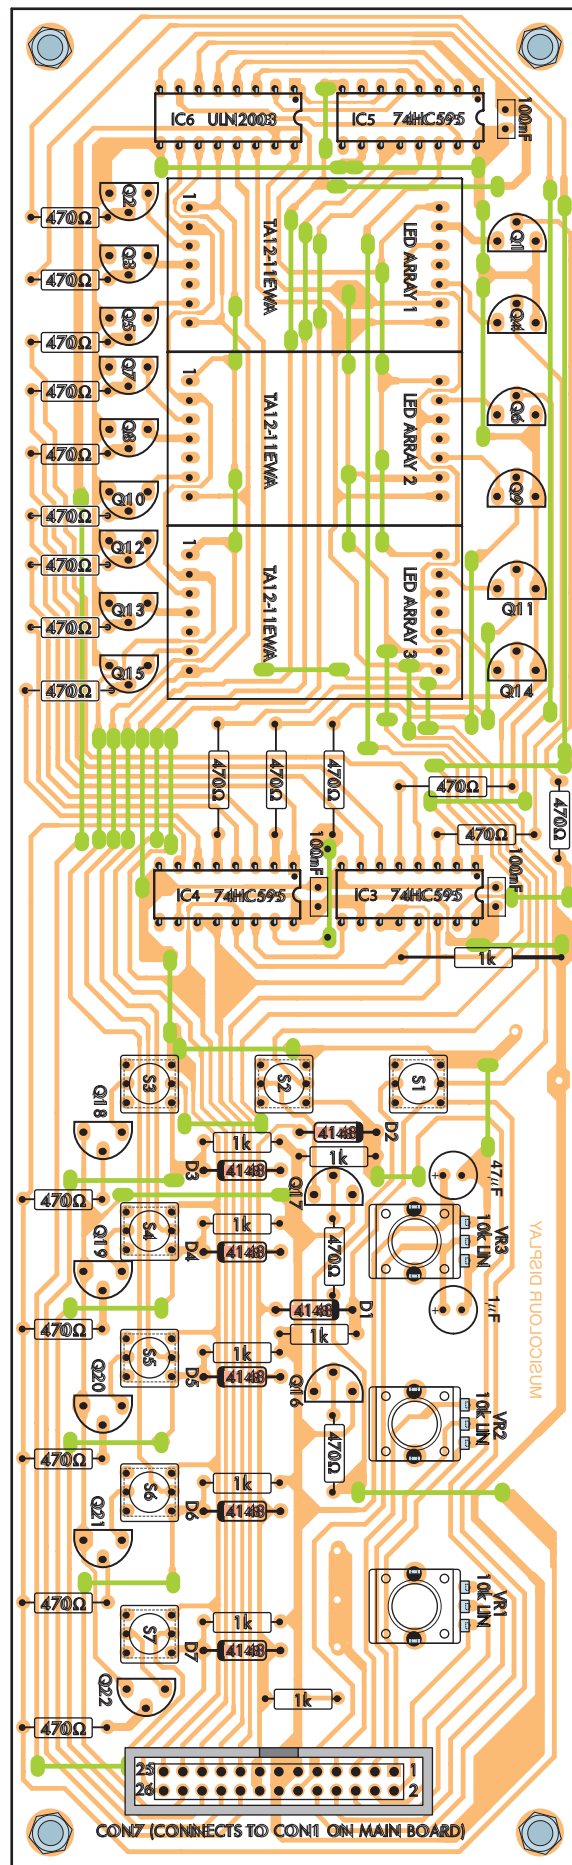 IC6 ULN2003
IC5 74HC595
100nF
Q2
470Ω
1
TA12-11EWA
LED ARRAY 1
Q1
Q3
470Ω
Q5
470Ω
Q4
Q7
470Ω
1
TA12-11EWA
LED ARRAY 2
Q6
Q8
470Ω
Q10
470Ω
Q9
Q12
470Ω
1
TA12-11EWA
LED ARRAY 3
Q11
Q13
470Ω
Q15
470Ω
Q14
470Ω
470Ω
470Ω
470Ω
470Ω
470Ω
100nF
100nF
IC4 74HC595
IC3 74HC595
1k
S3
S2
S1
Q18
D2
4148
1k
1k
D3
4148
47µF
470Ω
Q17
S4
1k
D4
4148
470Ω
VR3
10k LIN
Q19
D1
4148
1µF
470Ω
1k
MUSICOLOUR DISPLAY
S5
1k
D5
4148
Q16
Q20
VR2
10k LIN
470Ω
470Ω
S6
1k
D6
4148
Q21
VR1
10k LIN
470Ω
S7
1k
D7
4148
Q22
1k
470Ω
25
1
26
2
CON7 (CONNECTS TO CON1 ON MAIN BOARD)